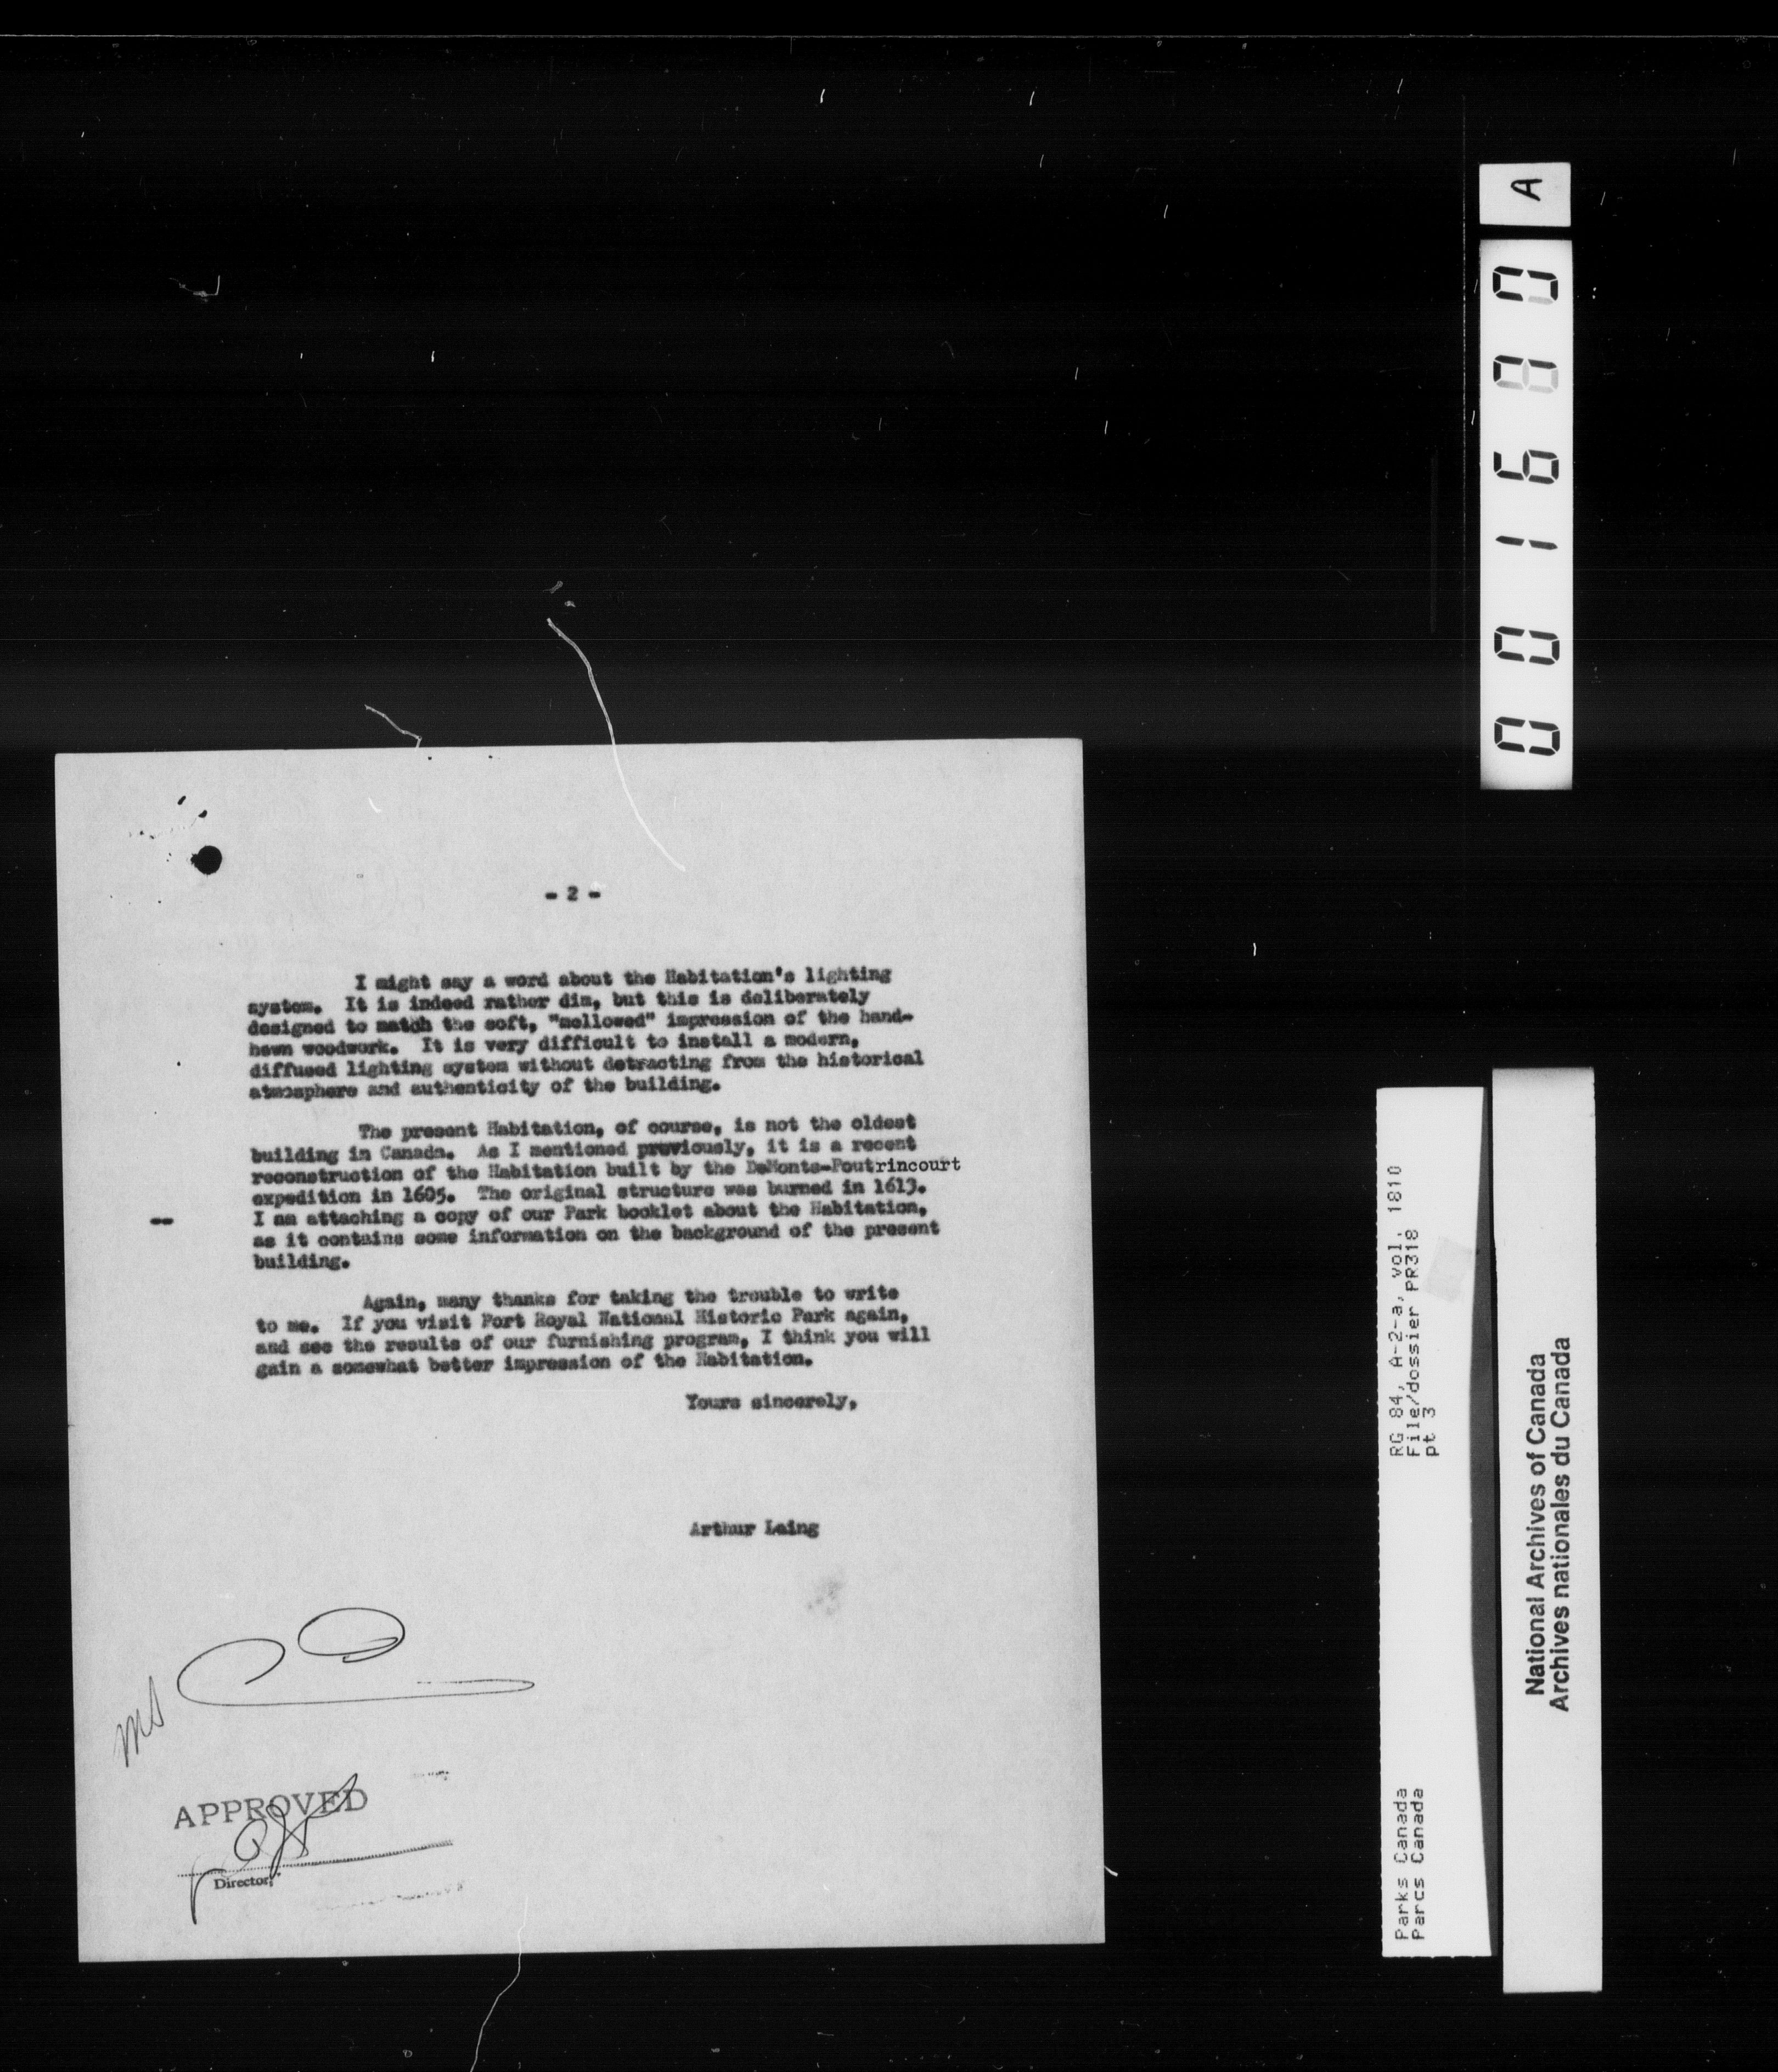 - 2 -
I might say a word about the Habitation's lighting
system. It is indeed rather dim, but this is deliberately
designed to match the soft, "mellowed" impression of the hand-
hewn woodwork. It is very difficult to install a modern,
diffused lighting system without detracting from the historical
atmosphere and authenticity of the building.
The present Habitation, of course, is not the oldest
building in Canada. As I mentioned previously, it is a recent
reconstruction of the Habitation built by the DeMonts-Poutrincourt
expedition in 1605. The original structure was burned in 1613.
-- I am attaching a copy of our Park booklet about the Habitation,
as it contains some information on the background of the present
building.
Again, many thanks for taking the trouble to write
to me. If you visit Port Royal National Historic Park again,
and see the results of our furnishing program, I think you will
gain a somewhat better impression of the Habitation.
Yours sincerely,
Arthur Laing
APPROVED
Director
001680 A
RG 84, A-2-a, vol. 1810
File/dossier PR318
pt 3
Parks Canada
Parcs Canada
National Archives of Canada
Archives nationales du Canada